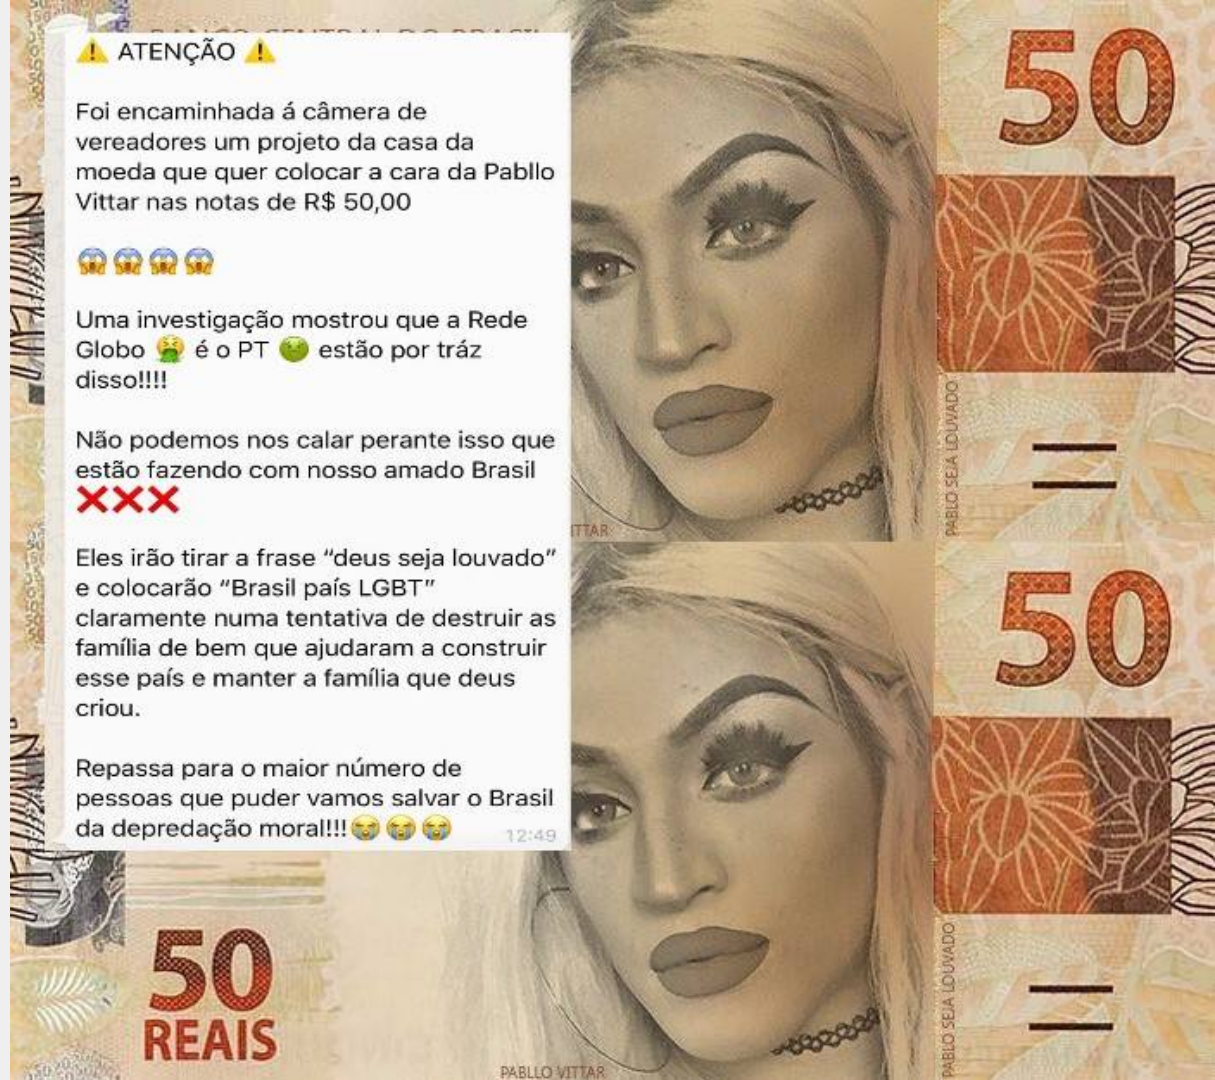 ⚠️ ATENÇÃO ⚠️
Foi encaminhada á câmera de
vereadores um projeto da casa da
moeda que quer colocar a cara da Pabllo
Vittar nas notas de R$ 50,00
😱😱😱😱
Uma investigação mostrou que a Rede
Globo 🤮 é o PT 🤢 estão por tráz
disso!!!!
Não podemos nos calar perante isso que
estão fazendo com nosso amado Brasil
❌❌❌
Eles irão tirar a frase “deus seja louvado”
e colocarão “Brasil país LGBT”
claramente numa tentativa de destruir as
família de bem que ajudaram a construir
esse país e manter a família que deus
criou.
Repassa para o maior número de
pessoas que puder vamos salvar o Brasil
da depredação moral!!!😭😭😭
12:49
50
PABLO SEJA LOUVADO
50
PABLO SEJA LOUVADO
50
REAIS
PABLLO VITTAR